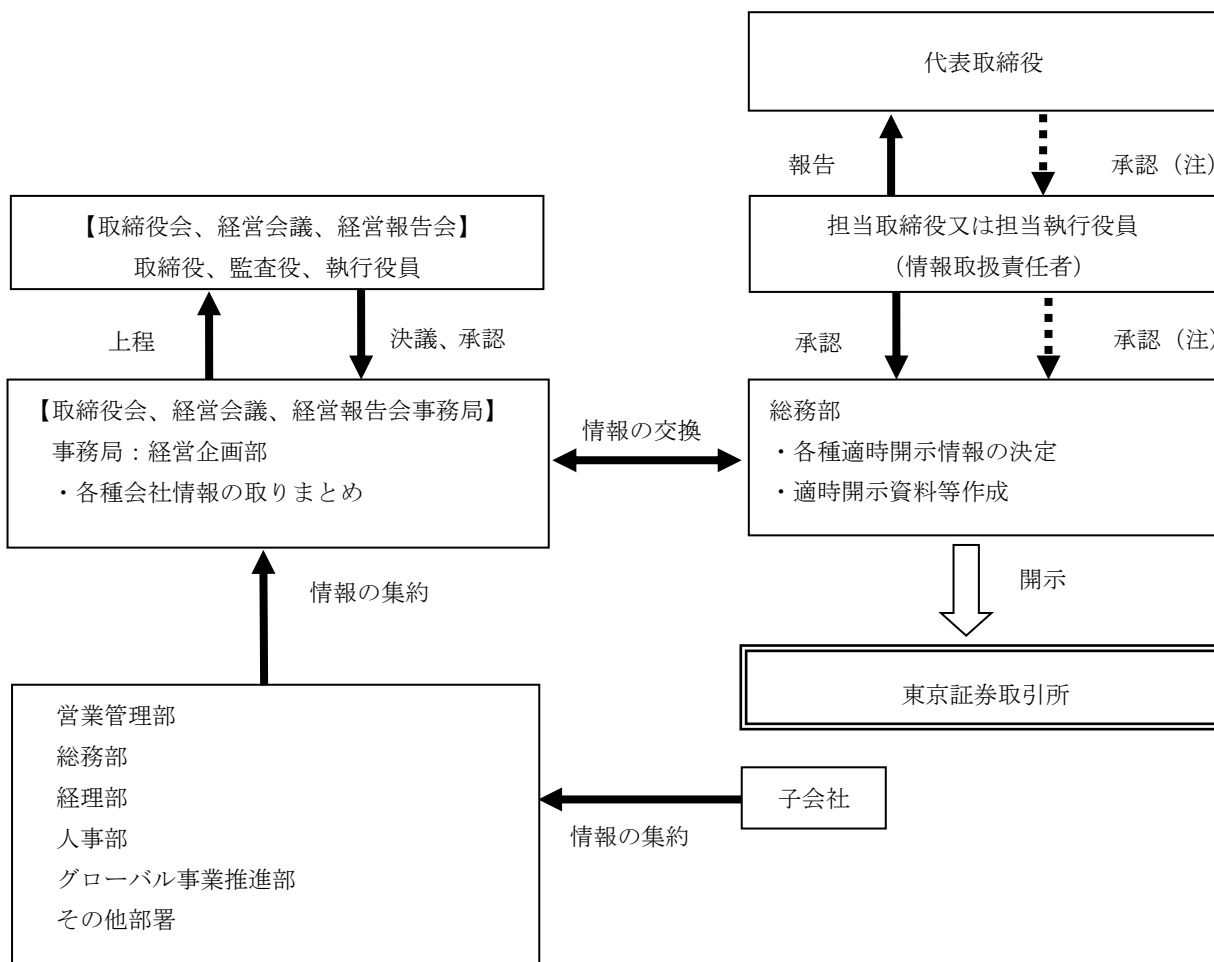 代表取締役
報告
承認（注）
【取締役会、経営会議、経営報告会】
取締役、監査役、執行役員
担当取締役又は担当執行役員
（情報取扱責任者）
上程
決議、承認
承認
承認（注）
【取締役会、経営会議、経営報告会事務局】
事務局：経営企画部
・各種会社情報の取りまとめ
情報の交換
総務部
・各種適時開示情報の決定
・適時開示資料等作成
情報の集約
開示
東京証券取引所
営業管理部
総務部
経理部
人事部
グローバル事業推進部
その他部署
子会社
情報の集約